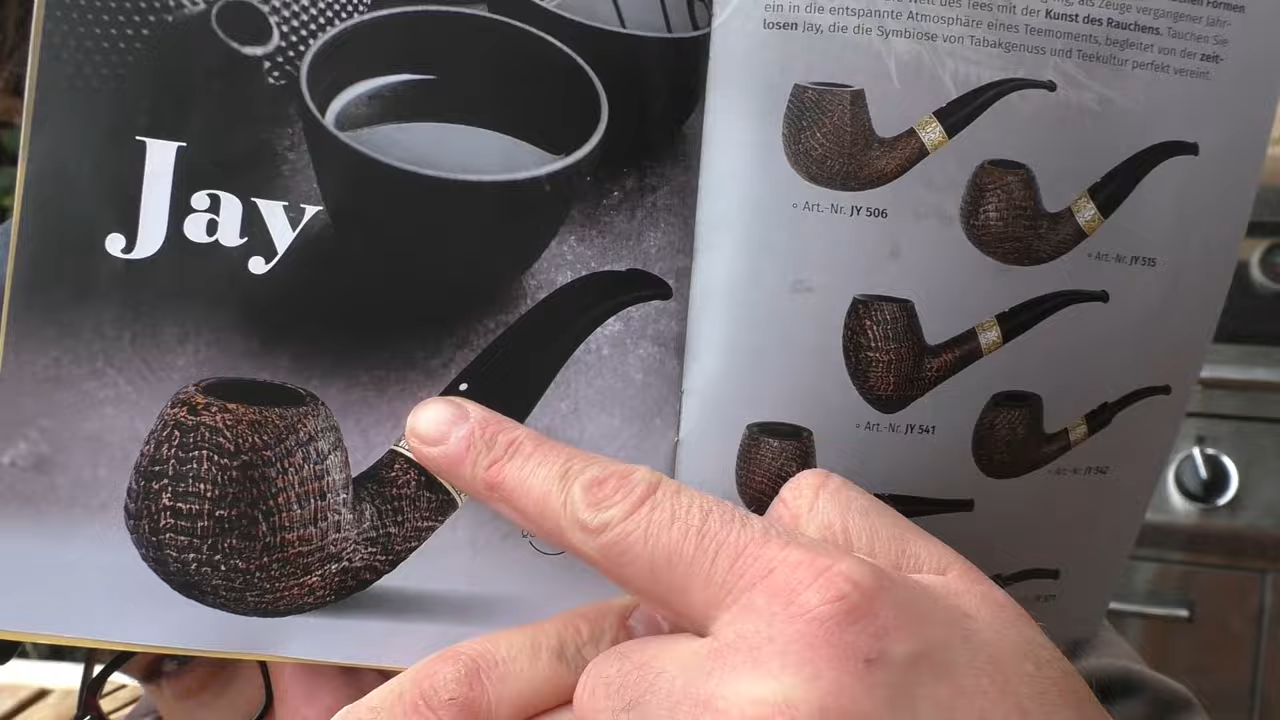 Jay
Formen
Welt des Tees mit der Kunst des Rauchens. Tauchen Sie
ein in die entspannte Atmosphäre eines Teemoments, begleitet von der zeit-
losen Jay, die die Symbiose von Tabakgenuss und Teekultur perfekt vereint.
Art.-Nr. JY 506
Art.-Nr. JY 515
Art.-Nr. JY 541
Art.-Nr. JY 542